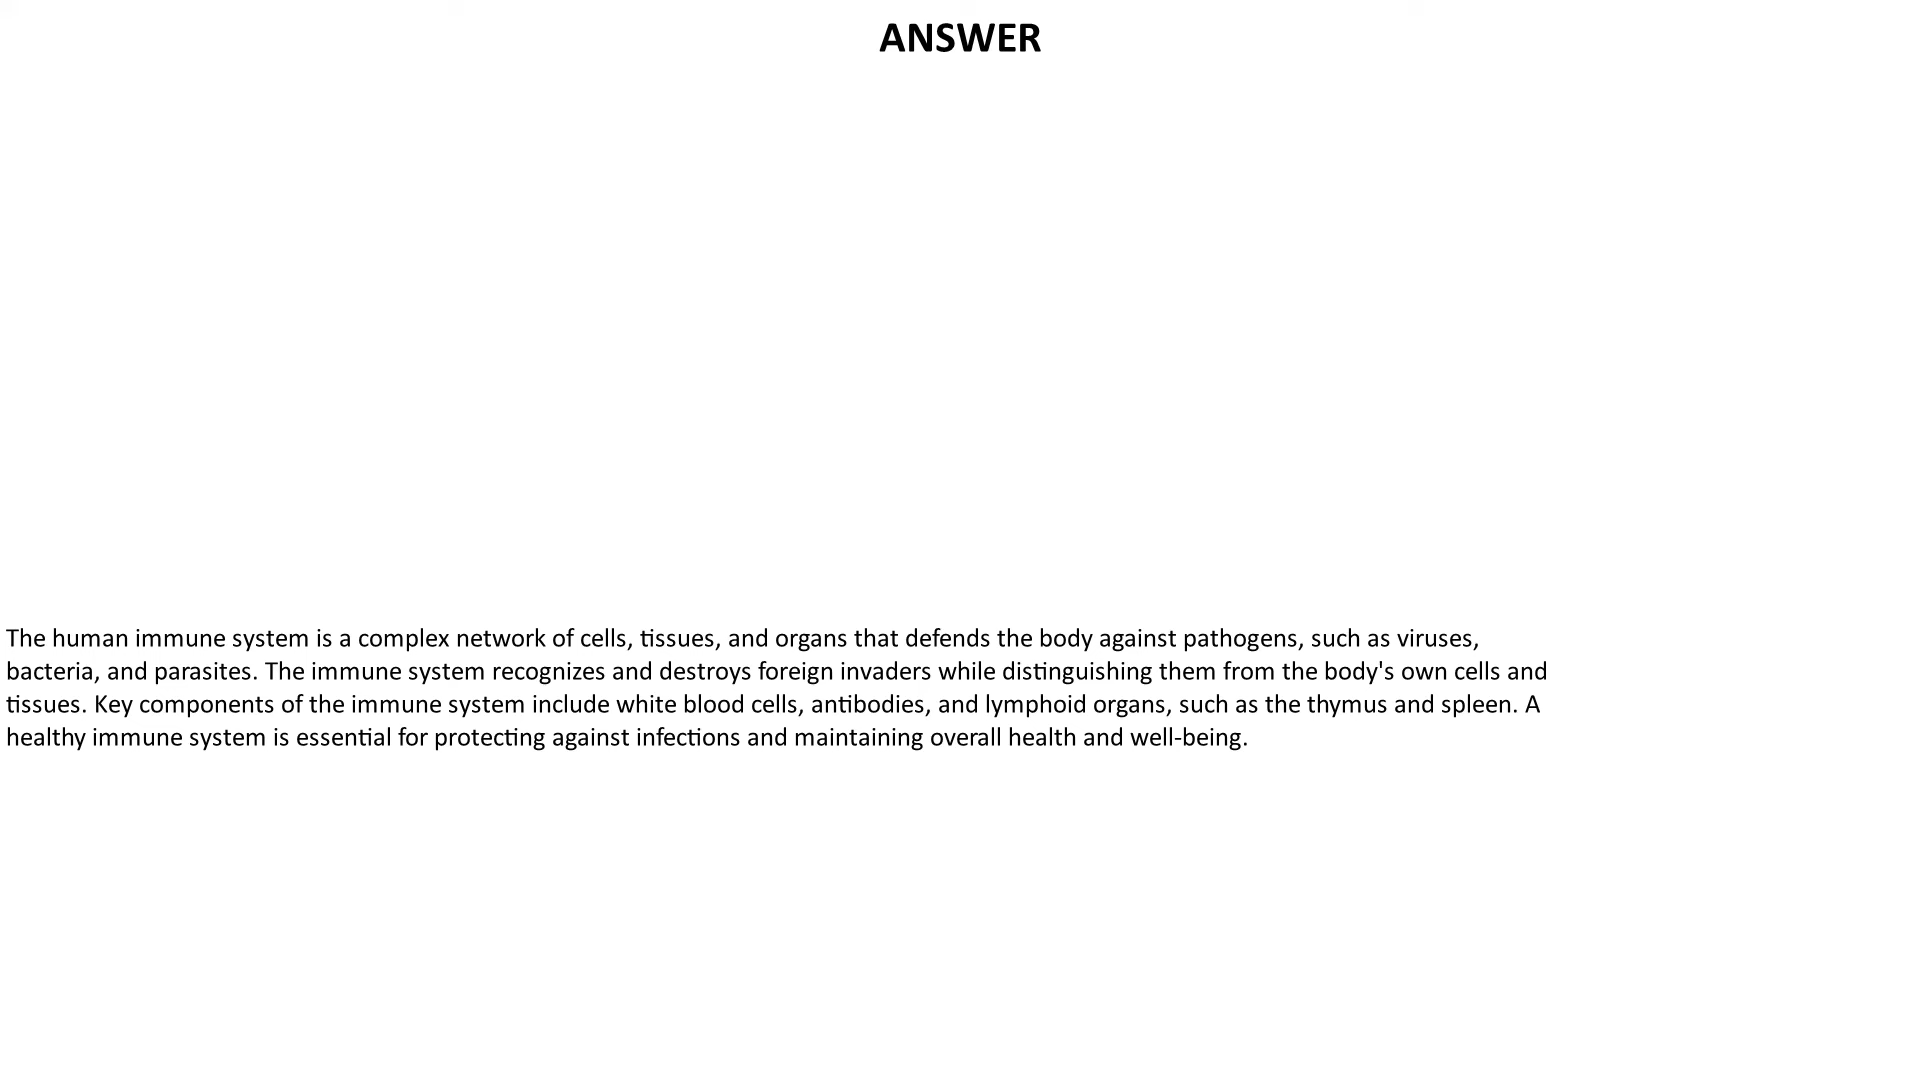 ANSWER
The human immune system is a complex network of cells, tissues, and organs that defends the body against pathogens, such as viruses,
bacteria, and parasites. The immune system recognizes and destroys foreign invaders while distinguishing them from the body's own cells and
tissues. Key components of the immune system include white blood cells, antibodies, and lymphoid organs, such as the thymus and spleen. A
healthy immune system is essential for protecting against infections and maintaining overall health and well-being.